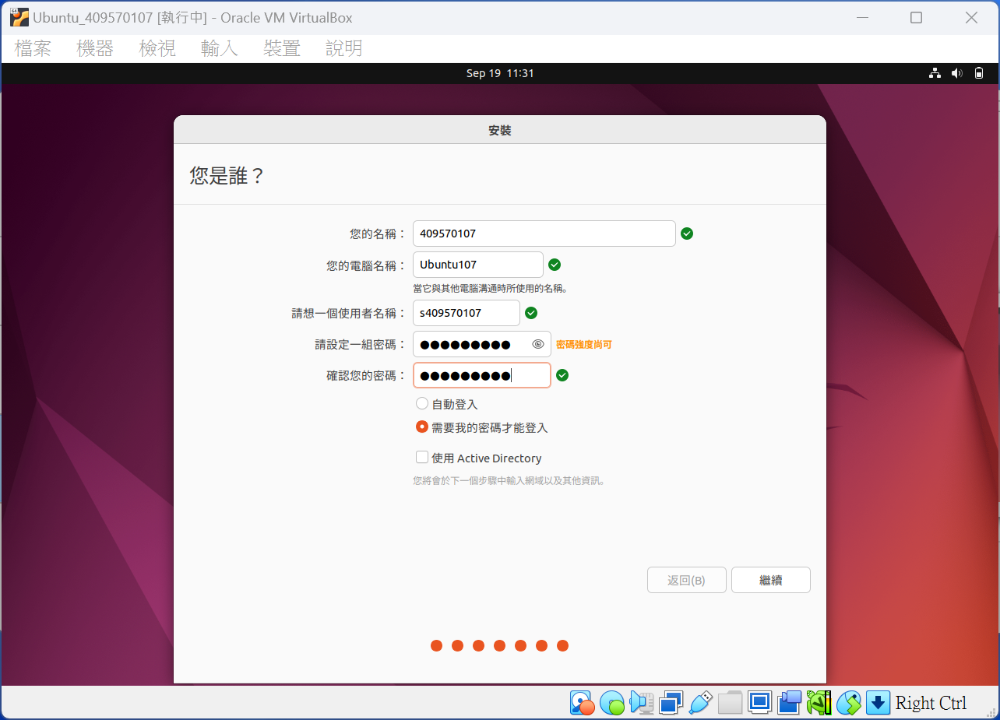 Ubuntu_409570107 [執行中] - Oracle VM VirtualBox
檔案 機器 檢視 輸入 裝置 說明
Sep 19 11:31
安裝
您是誰？
您的名稱： 409570107
您的電腦名稱： Ubuntu107
當它與其他電腦溝通時所使用的名稱。
請想一個使用者名稱： s409570107
請設定一組密碼： ●●●●●●●●● 密碼強度尚可
確認您的密碼： ●●●●●●●●●
自動登入
需要我的密碼才能登入
使用 Active Directory
您將會於下一個步驟中輸入網域以及其他資訊。
返回(B) 繼續
Right Ctrl